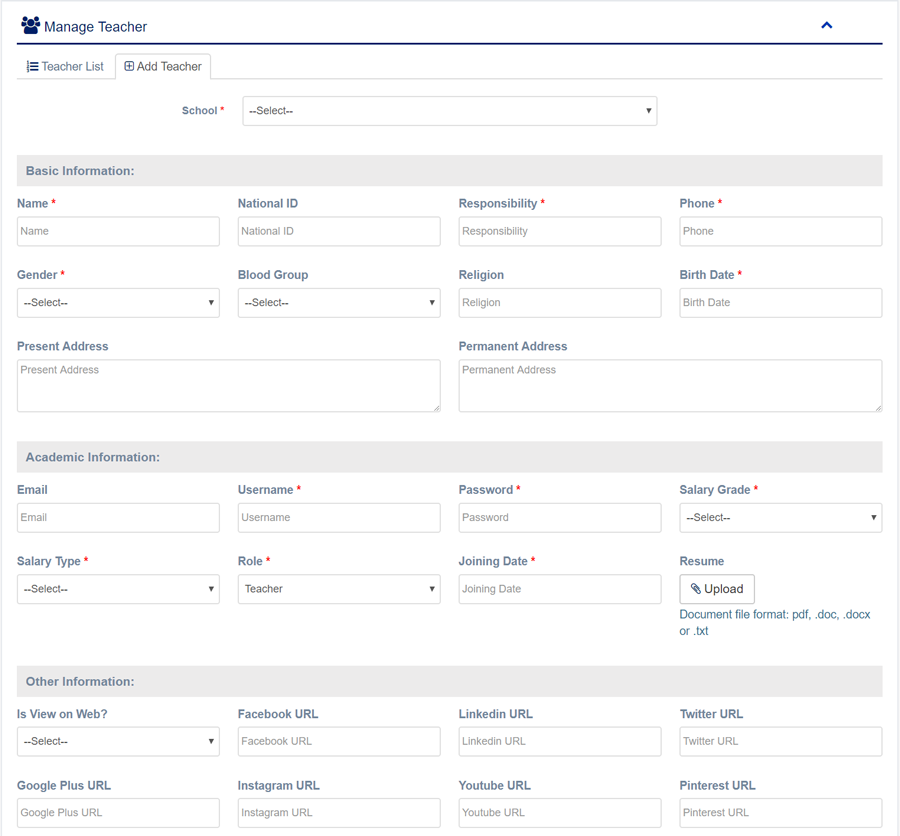 Manage Teacher
Teacher List Add Teacher
School * --Select--
Basic Information:
Name * National ID Responsibility * Phone *
Name National ID Responsibility Phone
Gender * Blood Group Religion Birth Date *
--Select-- --Select-- Religion Birth Date
Present Address Permanent Address
Present Address Permanent Address
Academic Information:
Email Username * Password * Salary Grade *
Email Username Password --Select--
Salary Type * Role * Joining Date * Resume
--Select-- Teacher Joining Date Upload
Document file format: pdf, .doc, .docx
or .txt
Other Information:
Is View on Web? Facebook URL Linkedin URL Twitter URL
--Select-- Facebook URL Linkedin URL Twitter URL
Google Plus URL Instagram URL Youtube URL Pinterest URL
Google Plus URL Instagram URL Youtube URL Pinterest URL